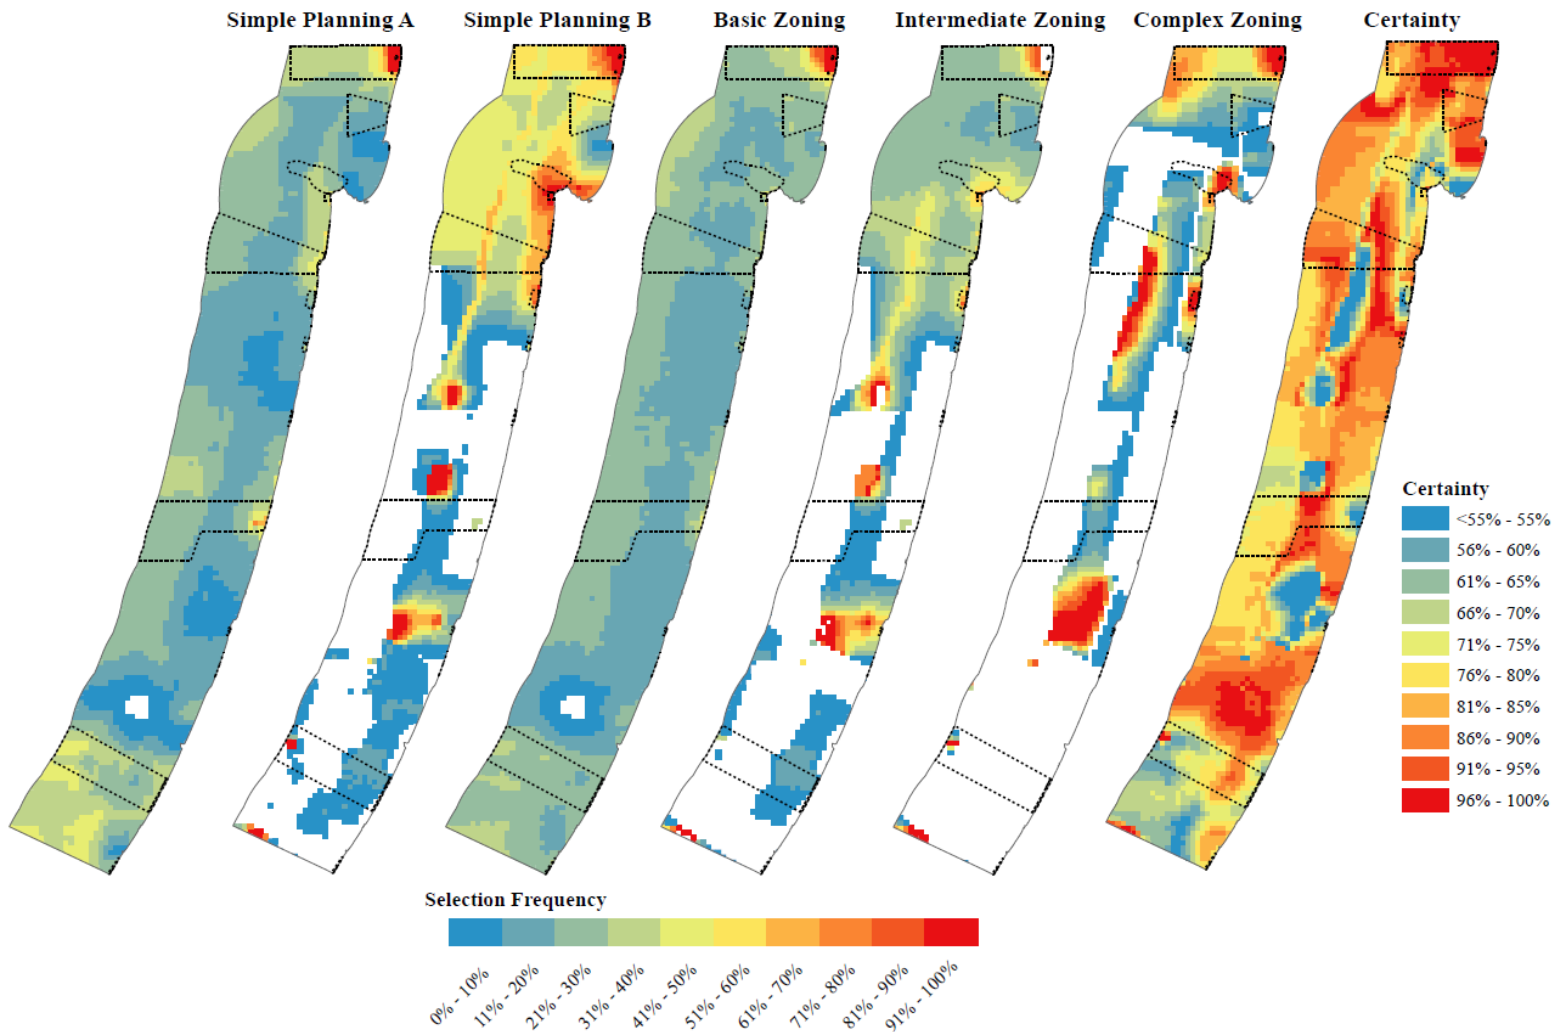 Simple Planning A Simple Planning B Basic Zoning Intermediate Zoning Complex Zoning Certainty
Certainty
<55% - 55%
56% - 60%
61% - 65%
66% - 70%
71% - 75%
76% - 80%
81% - 85%
86% - 90%
91% - 95%
96% - 100%
Selection Frequency
0% - 10%
11% - 20%
21% - 30%
31% - 40%
41% - 50%
51% - 60%
61% - 70%
71% - 80%
81% - 90%
91% - 100%